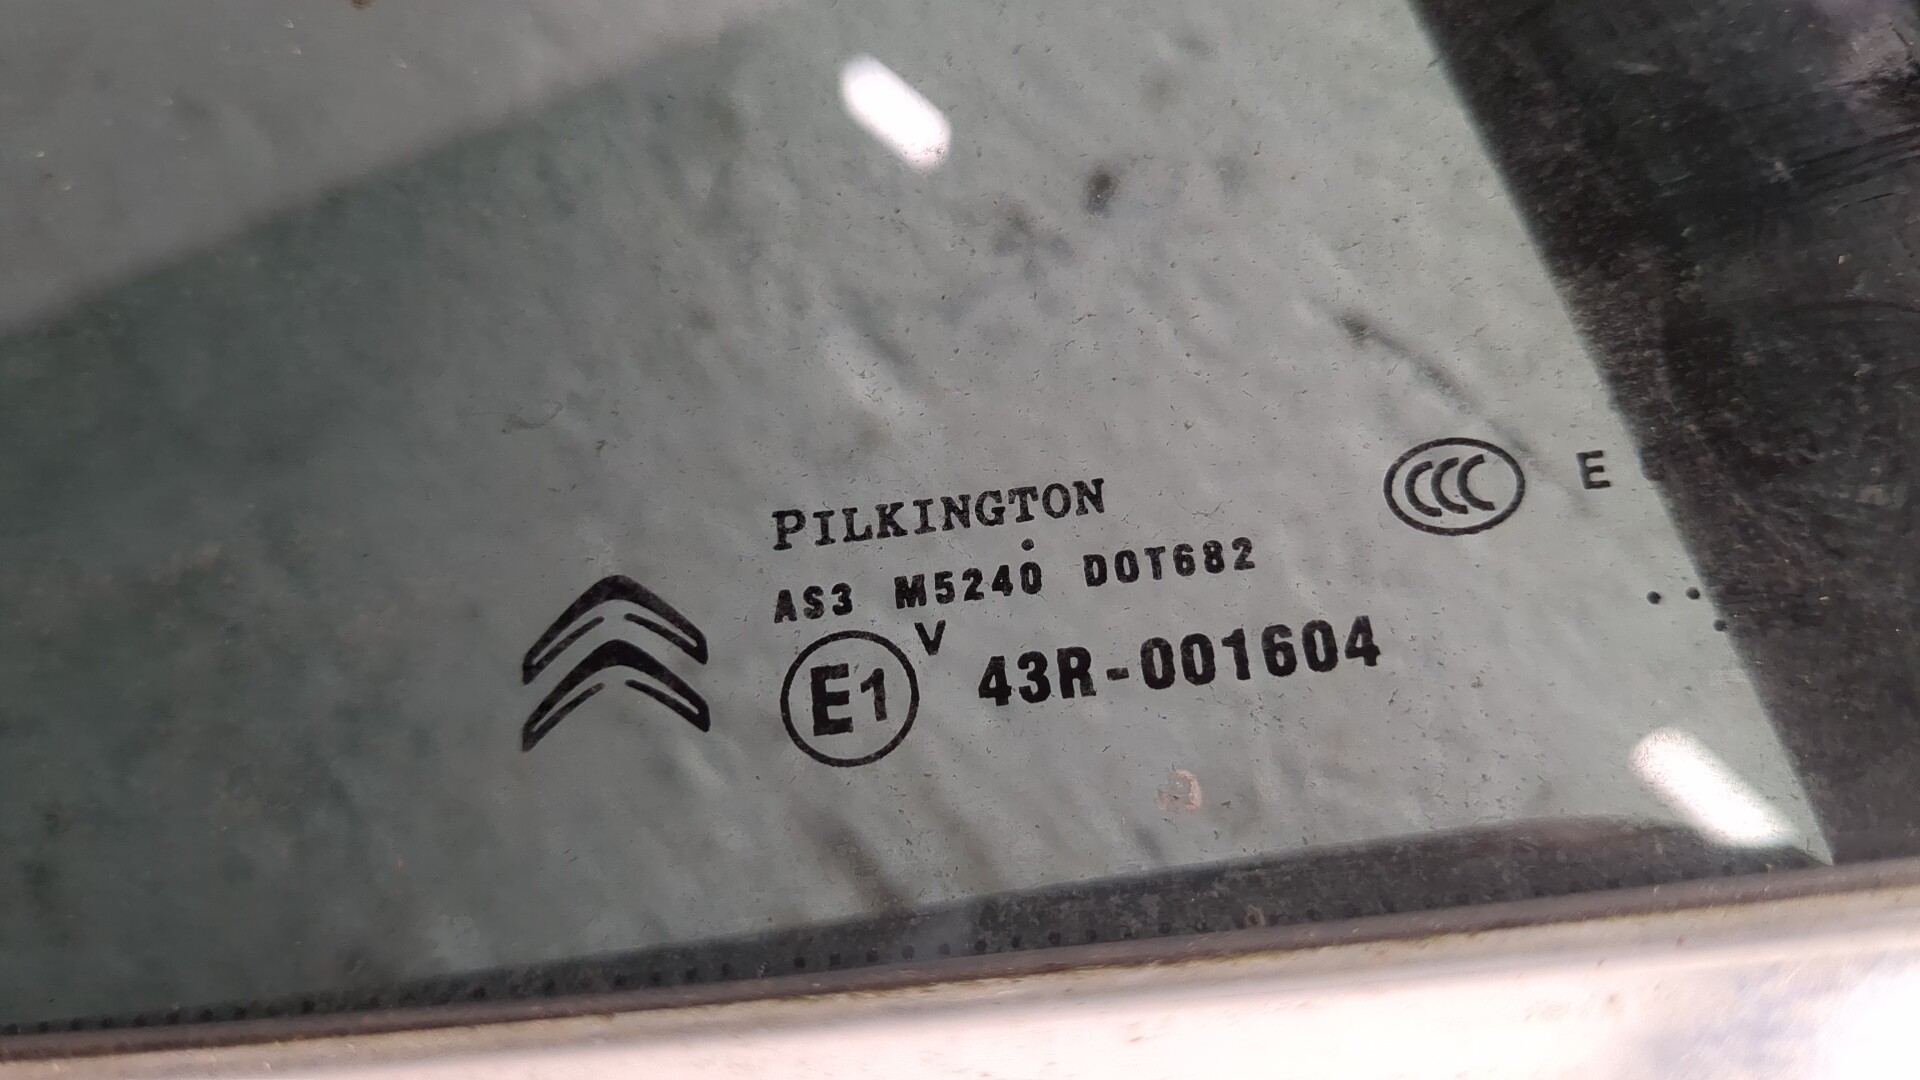 PILKINGTON
AS3 M5240 DOT682
E1 V 43R-001604
CCC E